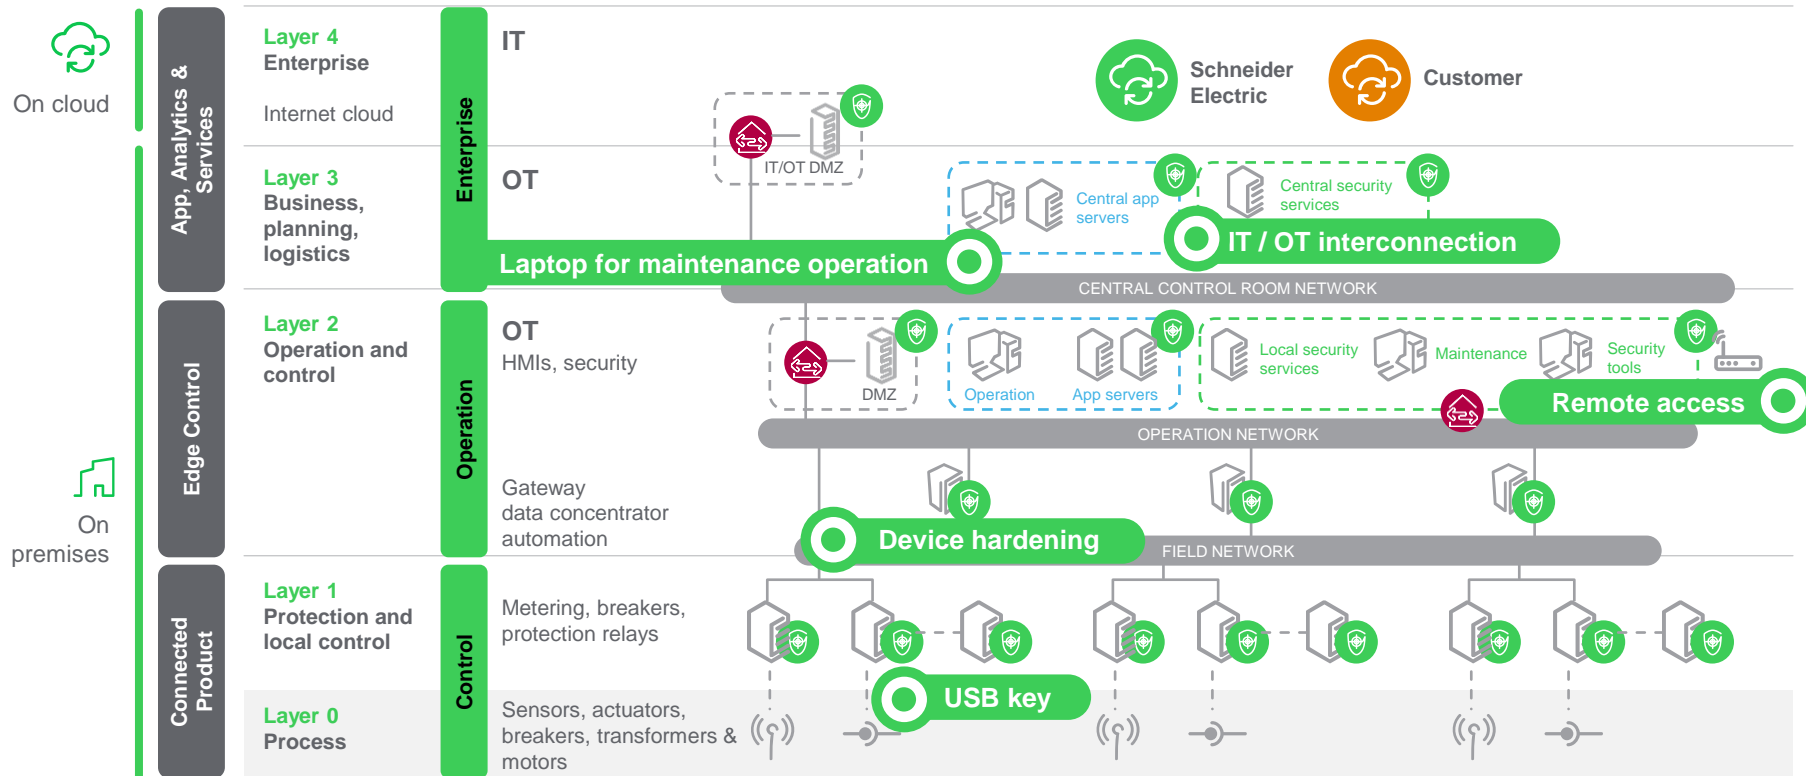 On cloud
On
premises
App, Analytics &
Services
Edge Control
Connected
Product
Layer 4
Enterprise
Internet cloud
Layer 3
Business,
planning,
logistics
Layer 2
Operation and
control
Layer 1
Protection and
local control
Layer 0
Process
Enterprise
Operation
Control
IT
Schneider
Electric
Customer
IT/OT DMZ
OT
Central app
servers
Central security
services
IT / OT interconnection
Laptop for maintenance operation
CENTRAL CONTROL ROOM NETWORK
OT
HMIs, security
DMZ
Operation
App servers
Local security
services
Maintenance
Security
tools
Remote access
OPERATION NETWORK
Gateway
data concentrator
automation
Device hardening
FIELD NETWORK
Metering, breakers,
protection relays
USB key
Sensors, actuators,
breakers, transformers &
motors